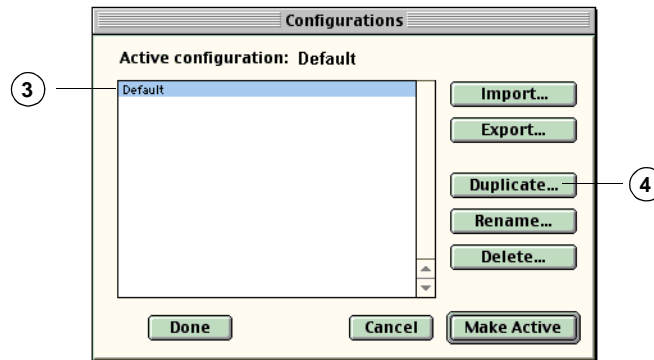 Configurations
Active configuration: Default
3
Default
Import...
Export...
Duplicate...
4
Rename...
Delete...
Done
Cancel
Make Active